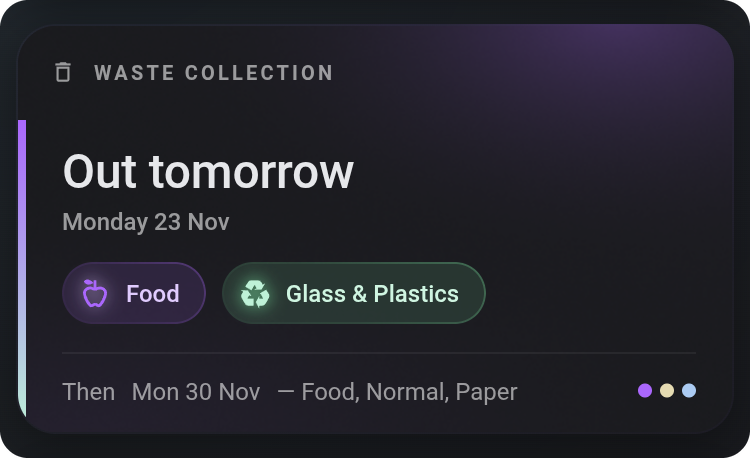 WASTE COLLECTION
Out tomorrow
Monday 23 Nov
Food
Glass & Plastics
Then Mon 30 Nov — Food, Normal, Paper